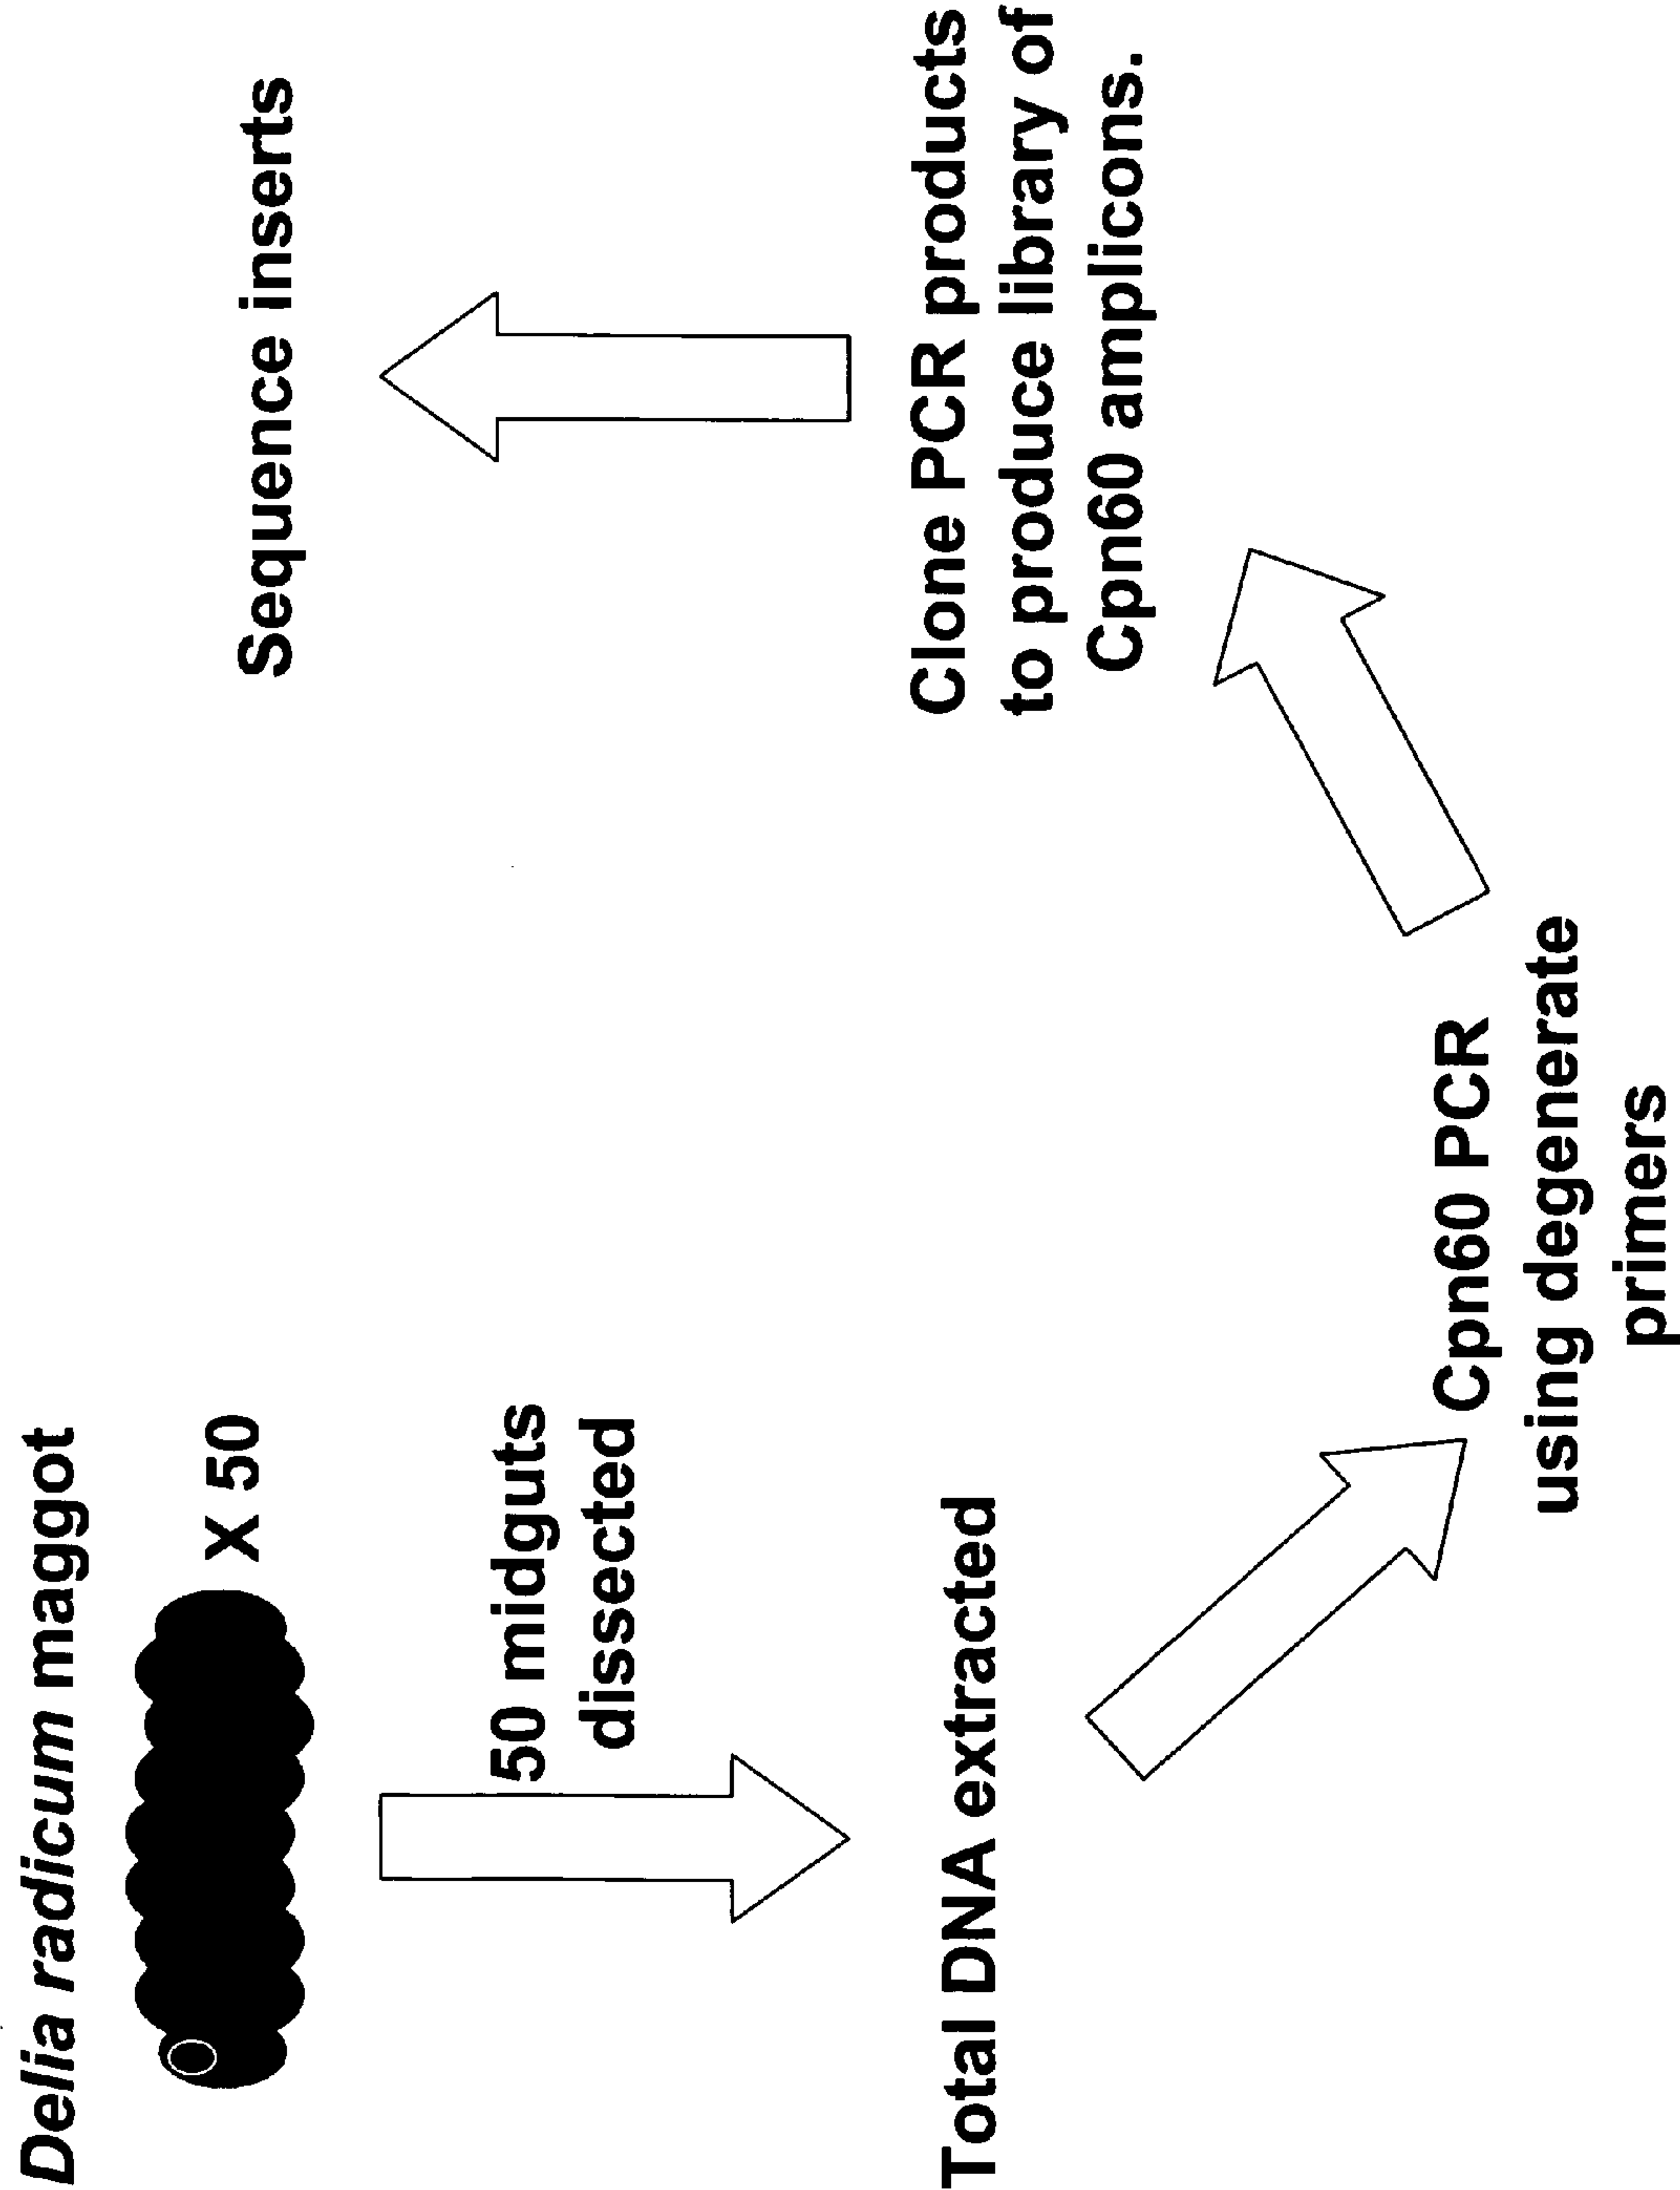 Delia radicum maggot
X 50
50 midguts
dissected
Total DNA extracted
Cpn60 PCR
using degenerate
primers
Clone PCR products
to produce library of
Cpn60 amplicons.
Sequence inserts